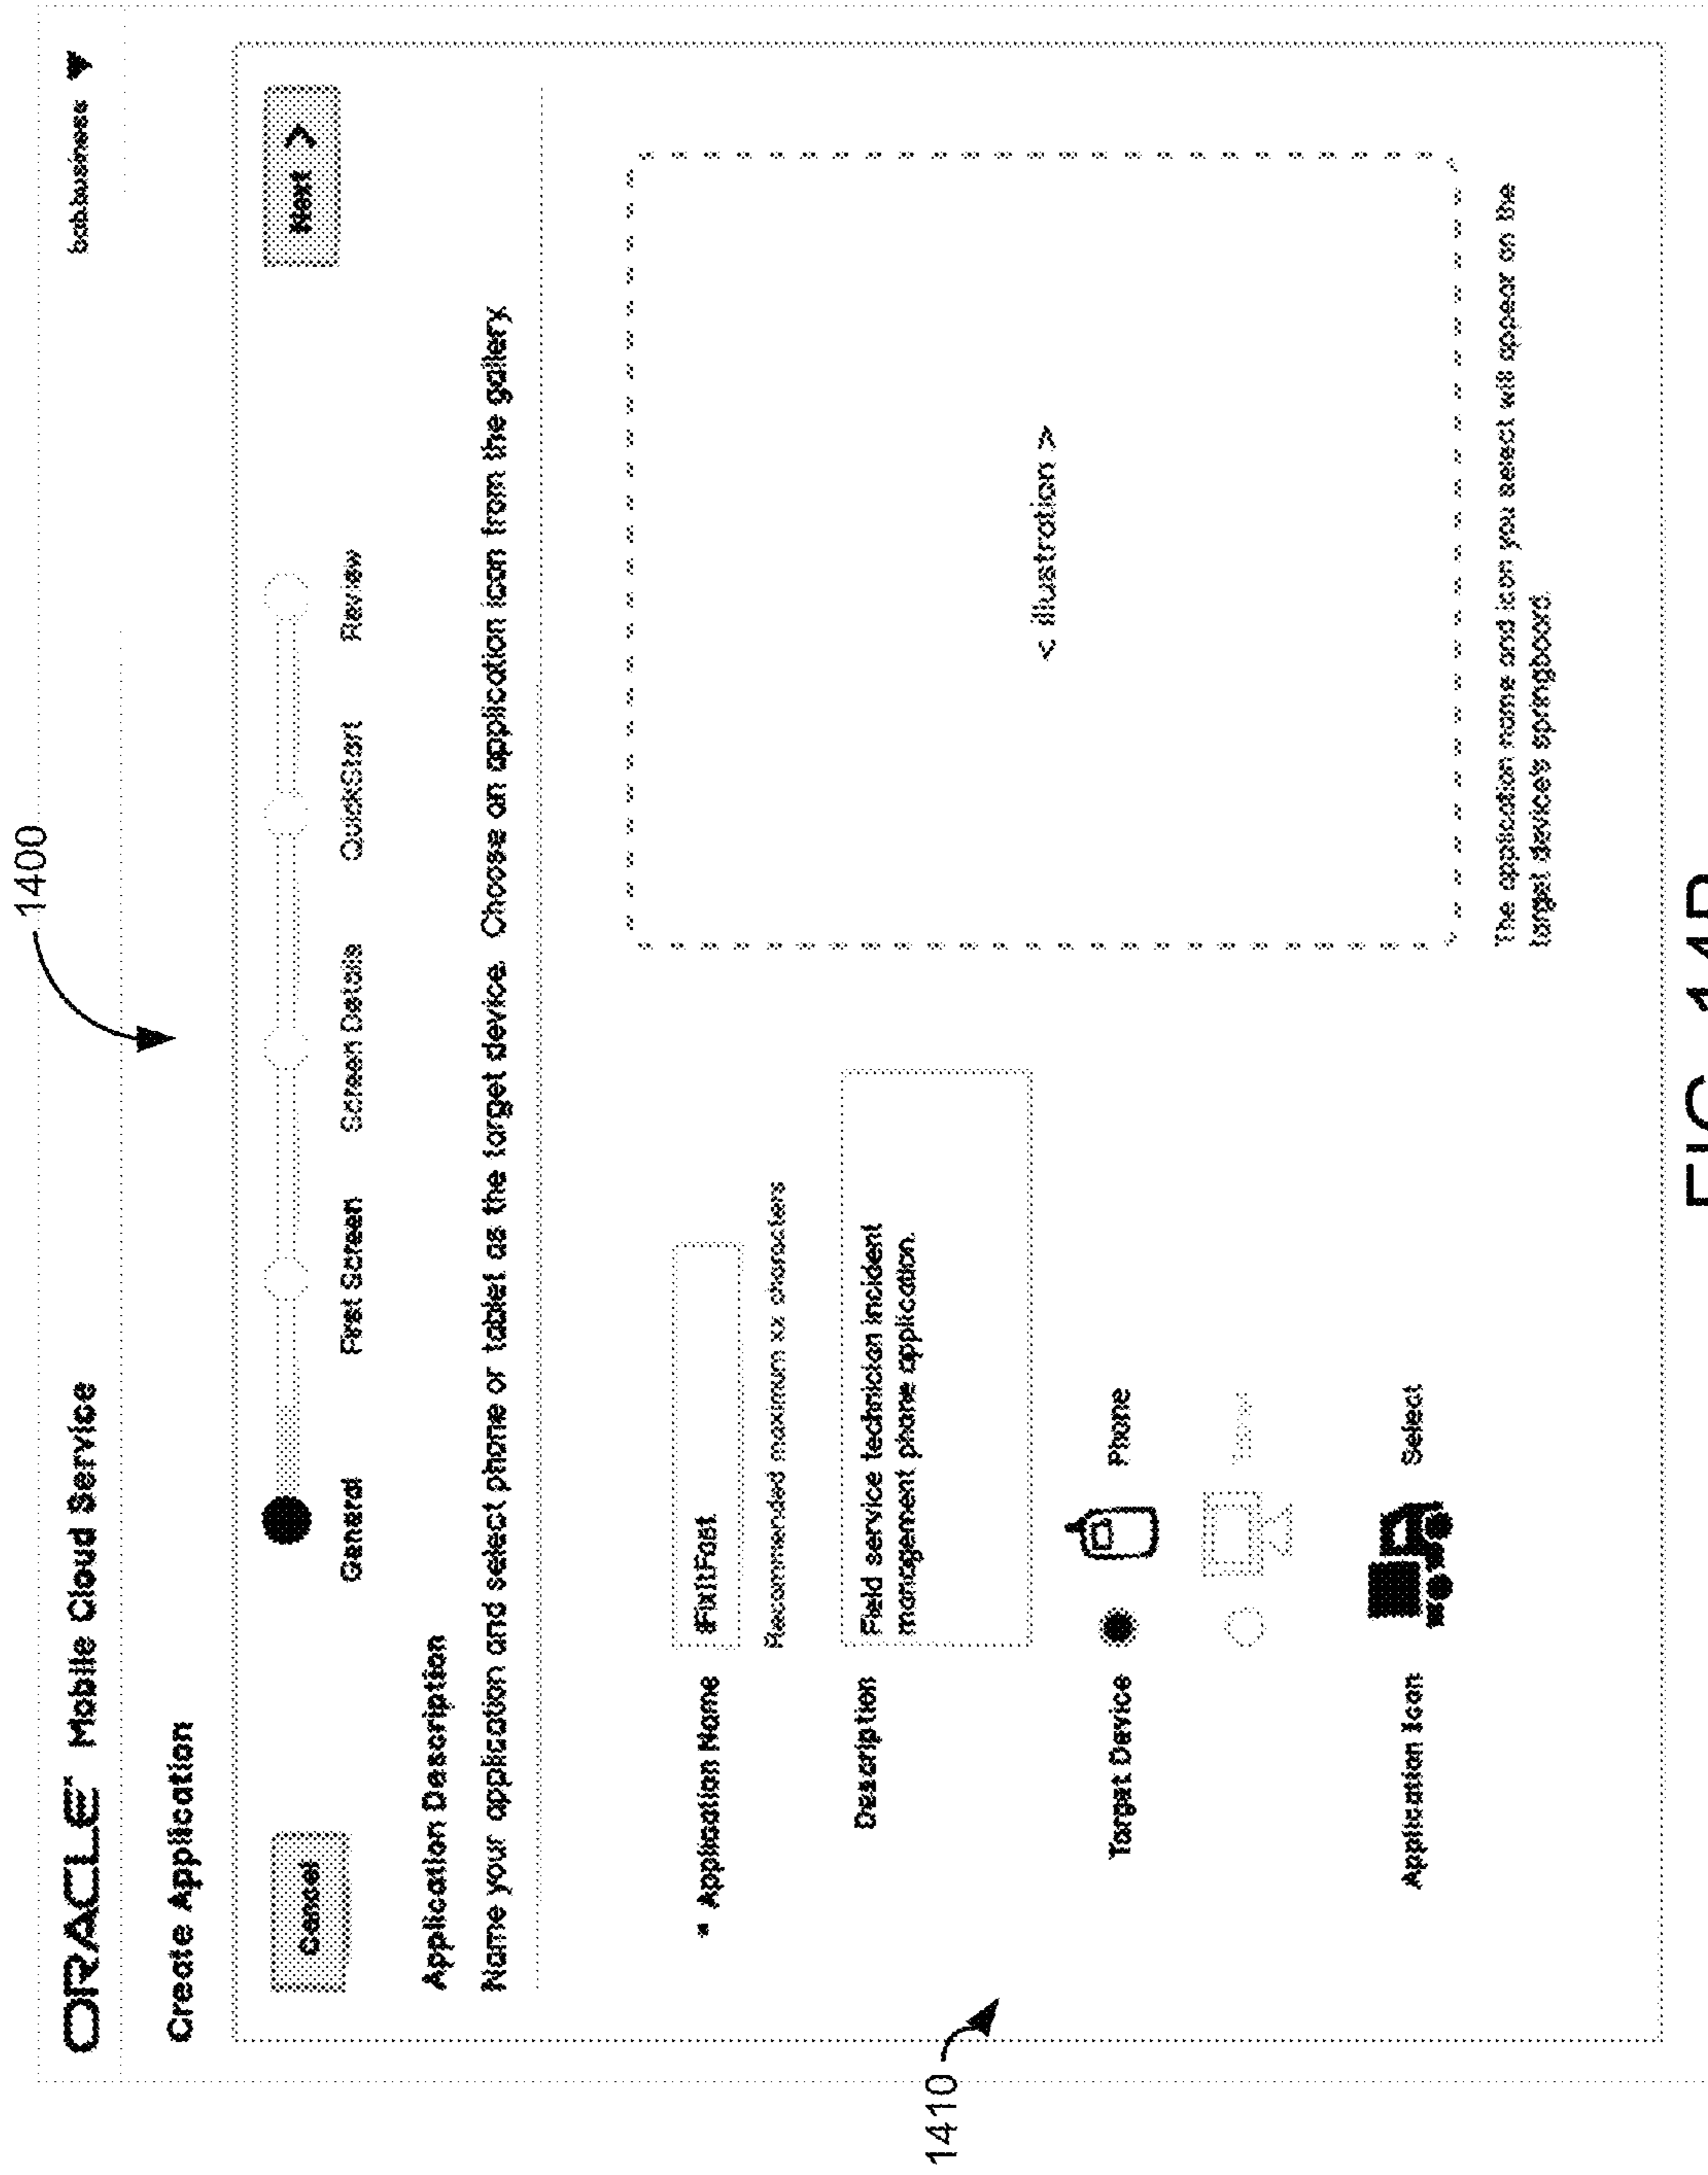 1400
ORACLE Mobile Cloud Service
bobbusiness
Create Application
Cancel
General
First Screen
Screen Details
QuickStart
Review
Next >
Application Description
Name your application and select phone or tablet as the target device. Choose an application icon from the gallery.
1410
* Application Name
iFixItFast
Recommended maximum xx characters
Description
Field service technician incident
management phone application.
Target Device
Phone
Application Icon
Select
< illustration >
The application name and icon you select will appear on the
target device's springboard.